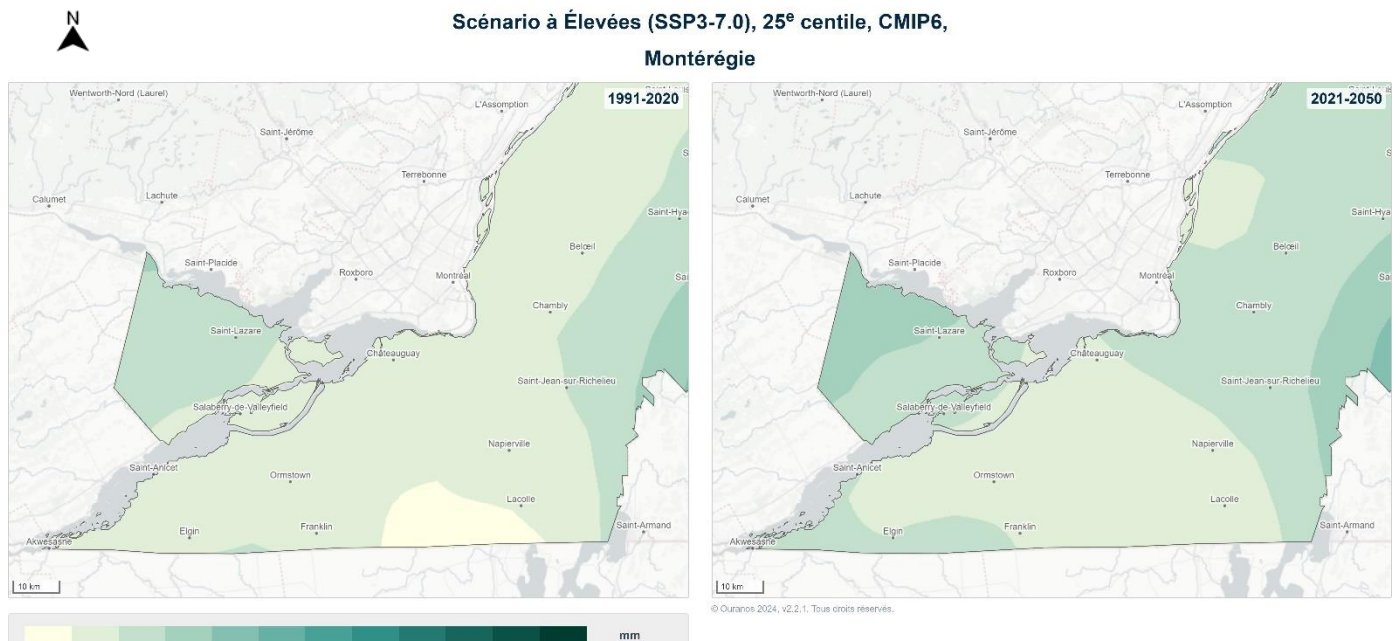 N
Scénario à Élevées (SSP3-7.0), 25e centile, CMIP6,
Montérégie
1991-2020
Wentworth-Nord (Laurel)
L'Assomption
Saint-Jérôme
Terrebonne
Calumet
Lachute
Saint-Hya
Belœil
Saint-Placide
Roxboro
Montréal
Sai
Chambly
Saint-Lazare
Châteauguay
Saint-Jean-sur-Richelieu
Salaberry-de-Valleyfield
Napierville
Saint-Anicet
Ormstown
Lacolle
Elgin
Franklin
Saint-Armand
Akwesasne
10 km
2021-2050
Wentworth-Nord (Laurel)
L'Assomption
Saint-Jérôme
S
Terrebonne
Calumet
Lachute
Saint-Hya
Belœil
Saint-Placide
Roxboro
Montréal
Sai
Chambly
Saint-Lazare
Châteauguay
Saint-Jean-sur-Richelieu
Salaberry-de-Valleyfield
Napierville
Saint-Anicet
Ormstown
Lacolle
Elgin
Franklin
Saint-Armand
Akwesasne
10 km
© Ouranos 2024, v2.2.1. Tous droits réservés.
mm